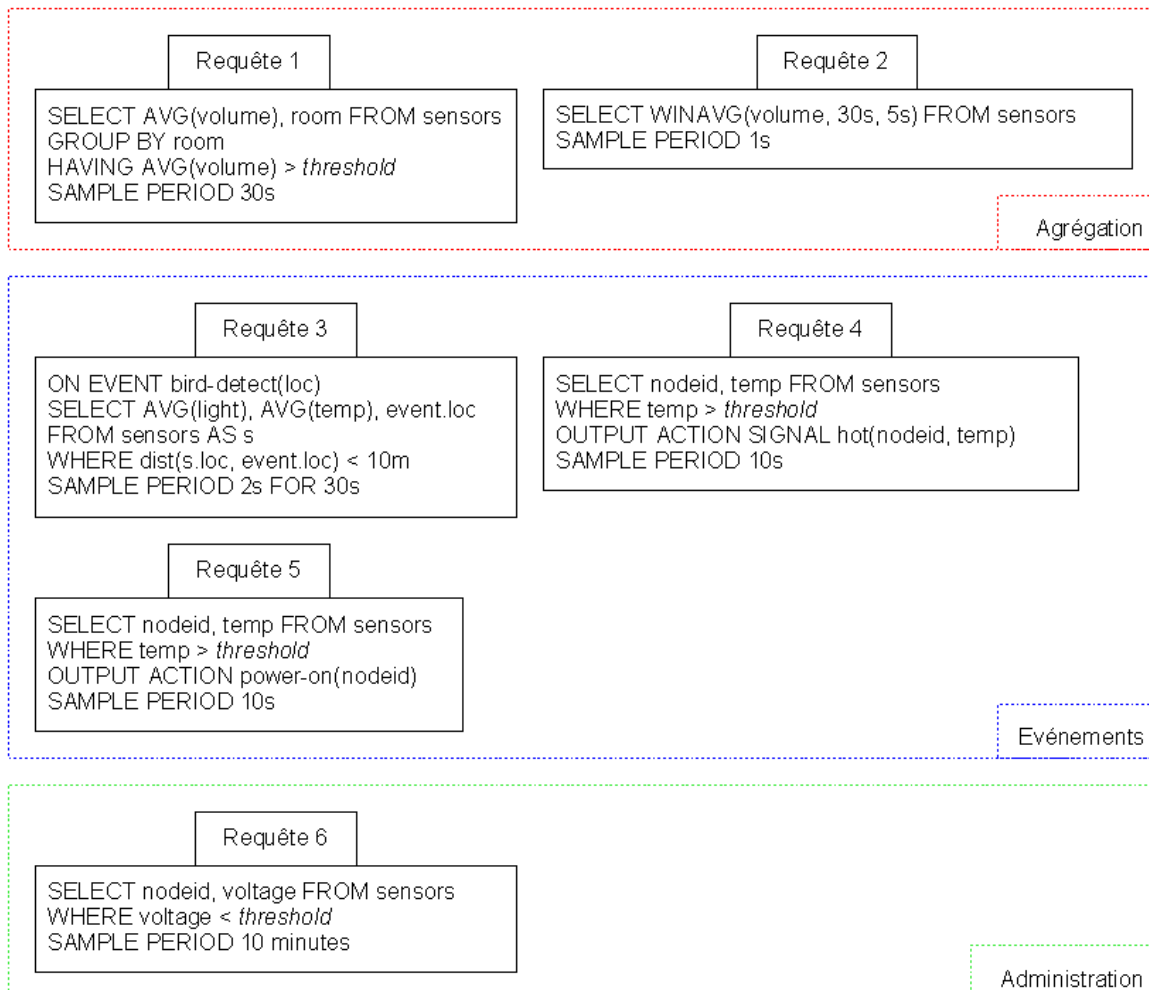 Requête 1
SELECT AVG(volume), room FROM sensors
GROUP BY room
HAVING AVG(volume) > threshold
SAMPLE PERIOD 30s
Requête 2
SELECT WINAVG(volume, 30s, 5s) FROM sensors
SAMPLE PERIOD 1s
Agrégation
Requête 3
ON EVENT bird-detect(loc)
SELECT AVG(light), AVG(temp), event.loc
FROM sensors AS s
WHERE dist(s.loc, event.loc) < 10m
SAMPLE PERIOD 2s FOR 30s
Requête 4
SELECT nodeid, temp FROM sensors
WHERE temp > threshold
OUTPUT ACTION SIGNAL hot(nodeid, temp)
SAMPLE PERIOD 10s
Requête 5
SELECT nodeid, temp FROM sensors
WHERE temp > threshold
OUTPUT ACTION power-on(nodeid)
SAMPLE PERIOD 10s
Evénements
Requête 6
SELECT nodeid, voltage FROM sensors
WHERE voltage < threshold
SAMPLE PERIOD 10 minutes
Administration